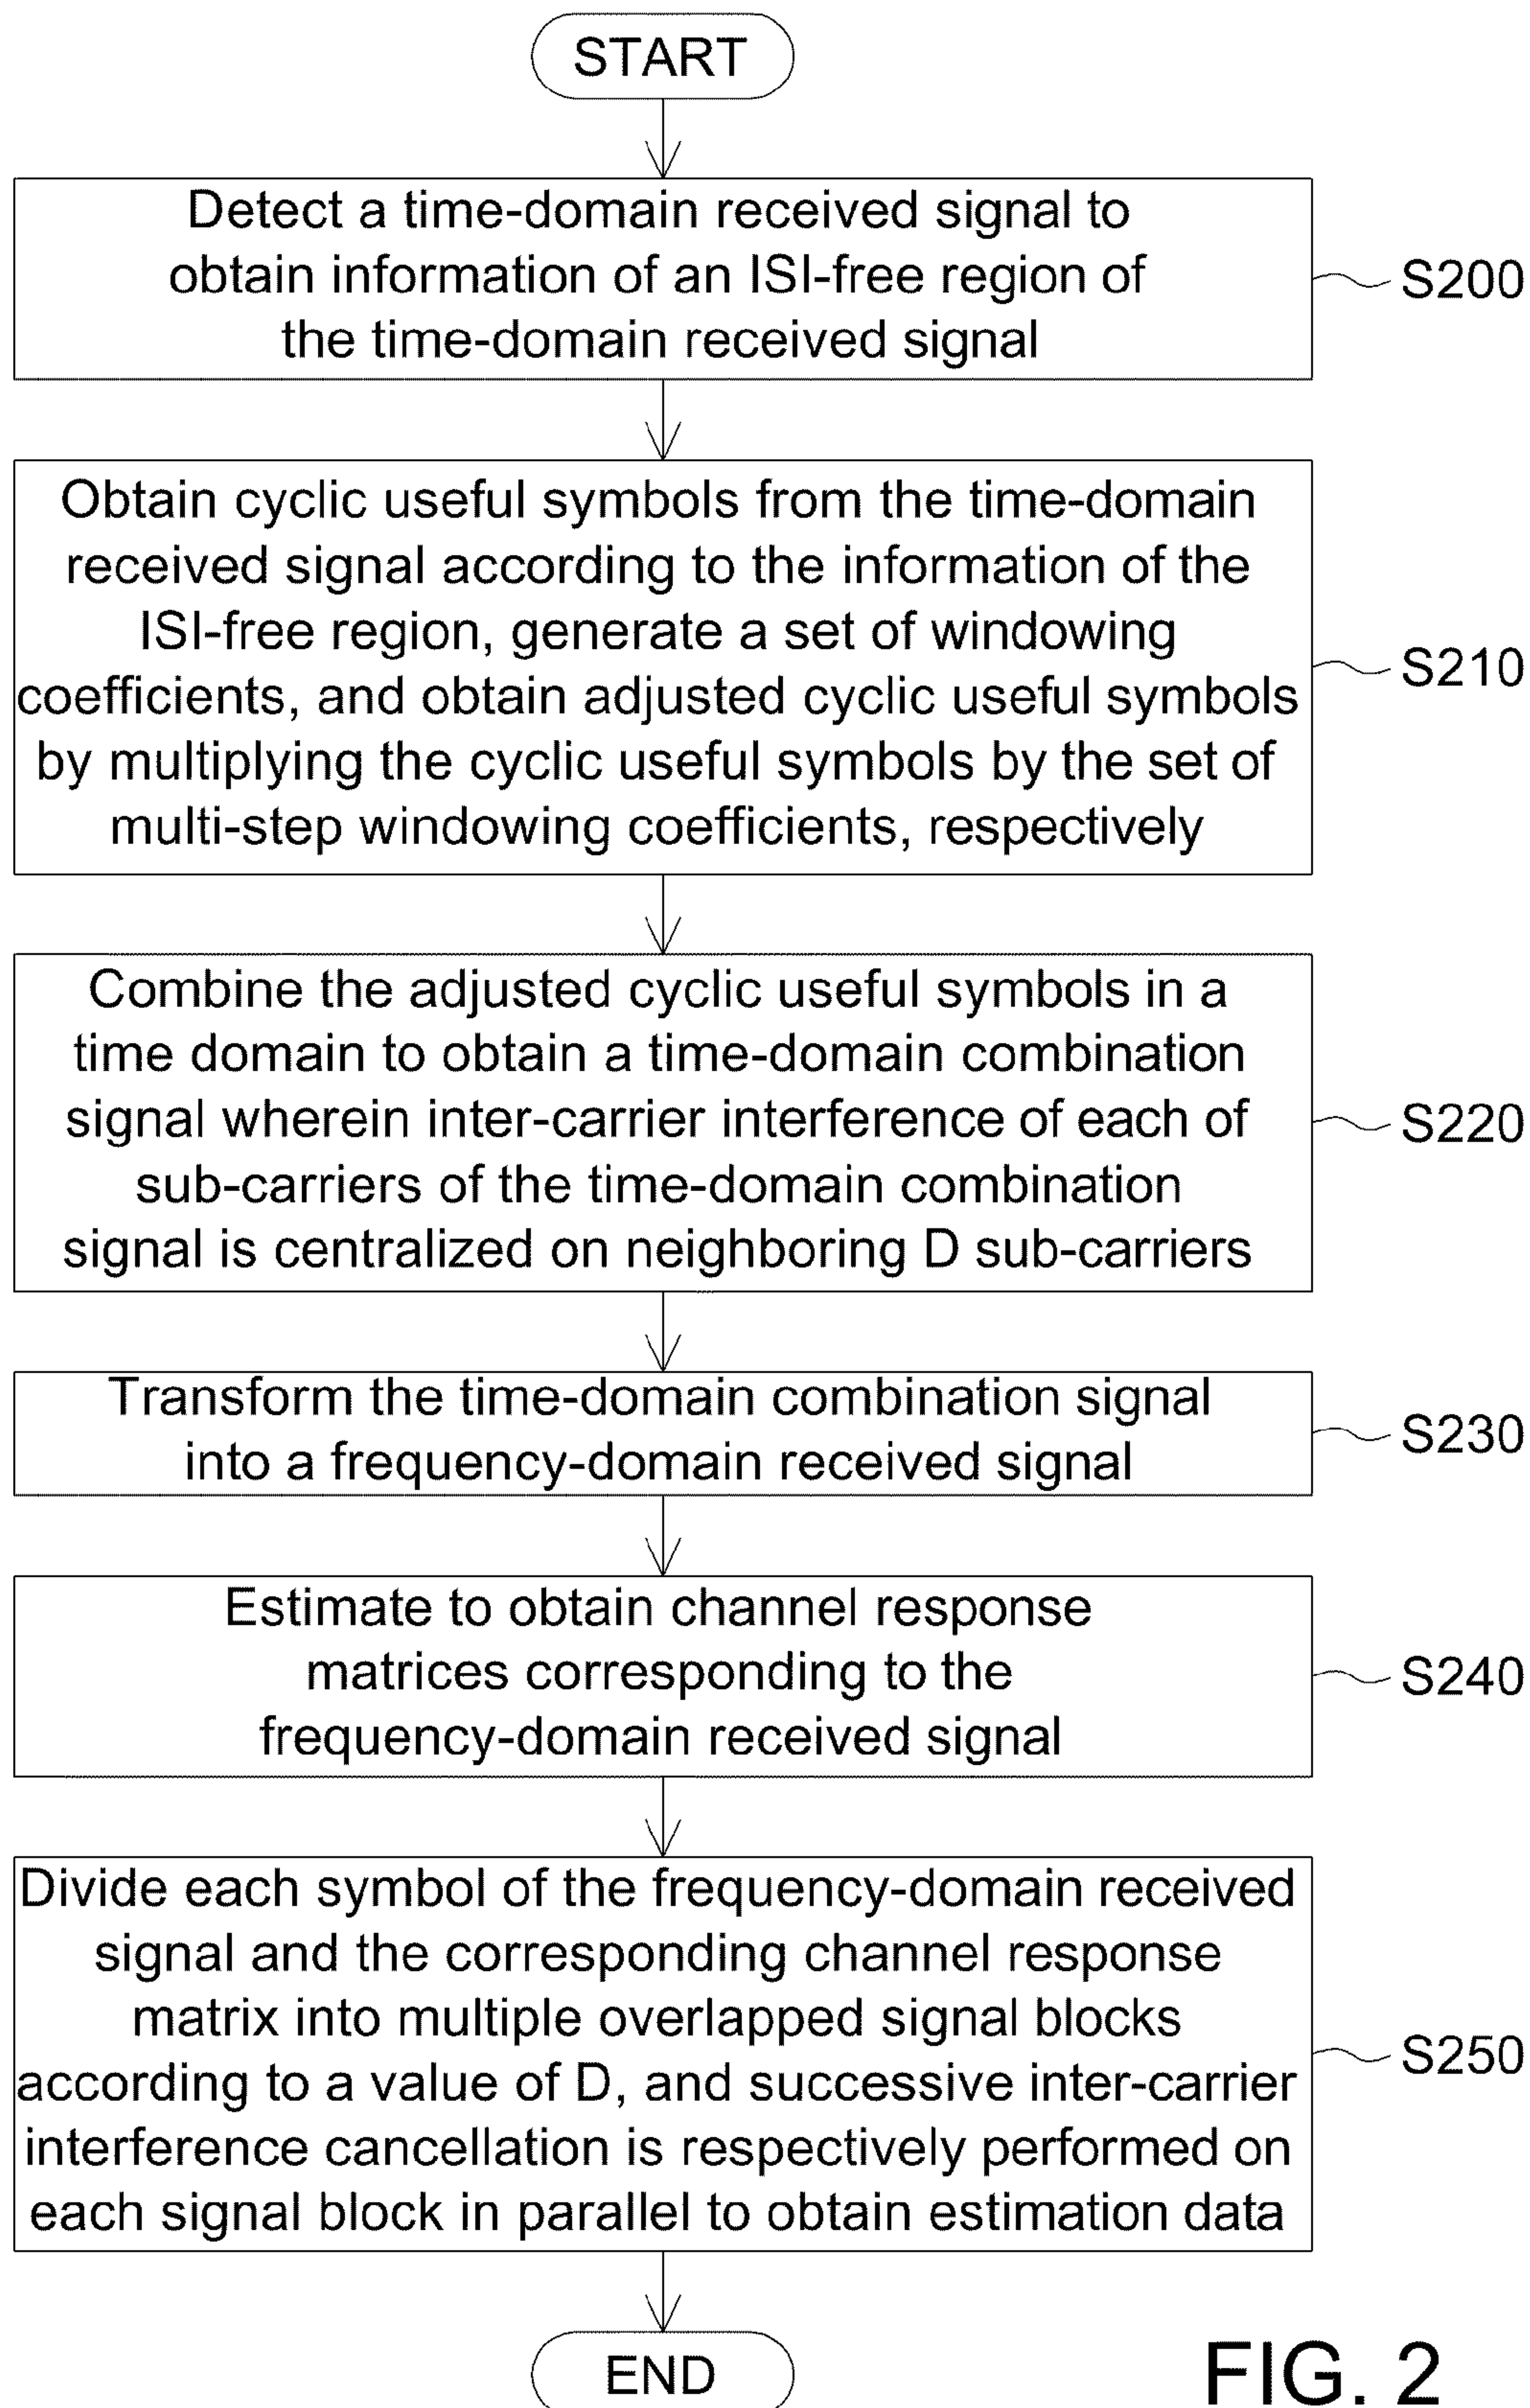 START
Detect a time-domain received signal to
obtain information of an ISI-free region of
the time-domain received signal
S200
Obtain cyclic useful symbols from the time-domain
received signal according to the information of the
ISI-free region, generate a set of windowing
coefficients, and obtain adjusted cyclic useful symbols
by multiplying the cyclic useful symbols by the set of
multi-step windowing coefficients, respectively
S210
Combine the adjusted cyclic useful symbols in a
time domain to obtain a time-domain combination
signal wherein inter-carrier interference of each of
sub-carriers of the time-domain combination
signal is centralized on neighboring D sub-carriers
S220
Transform the time-domain combination signal
into a frequency-domain received signal
S230
Estimate to obtain channel response
matrices corresponding to the
frequency-domain received signal
S240
Divide each symbol of the frequency-domain received
signal and the corresponding channel response
matrix into multiple overlapped signal blocks
according to a value of D, and successive inter-carrier
interference cancellation is respectively performed on
each signal block in parallel to obtain estimation data
S250
END
FIG. 2